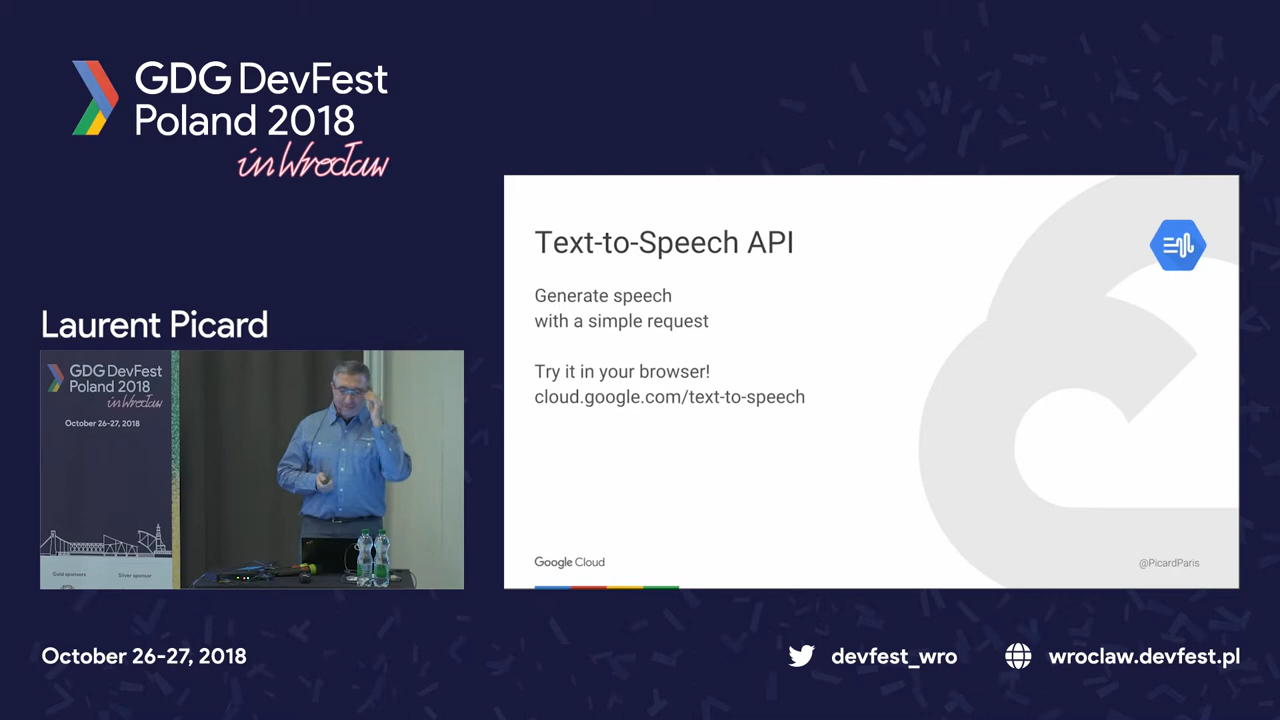 GDG DevFest
Poland 2018
in Wrocław
Laurent Picard
GDG DevFest
Poland 2018
in Wrocław
October 26-27, 2018
Gold sponsors
Silver sponsor
Text-to-Speech API
Generate speech
with a simple request
Try it in your browser!
cloud.google.com/text-to-speech
Google Cloud
@PicardParis
October 26-27, 2018
devfest_wro
wroclaw.devfest.pl